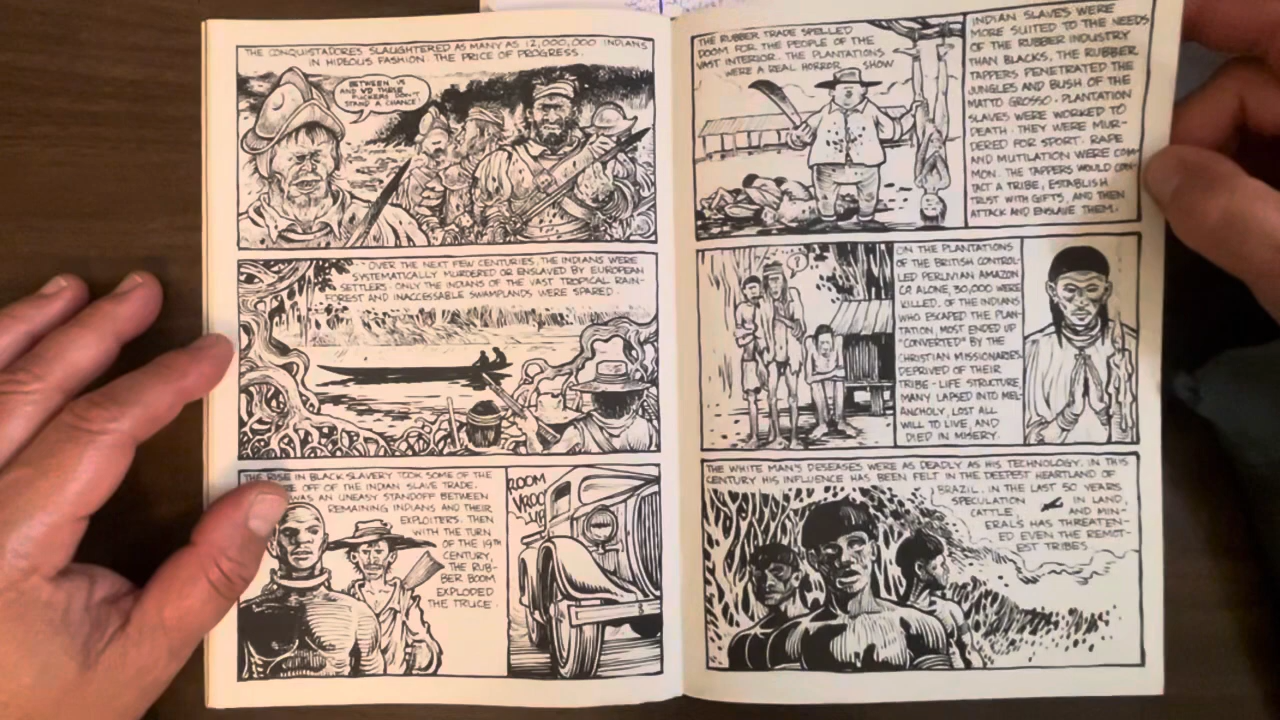 THE CONQUISTADORES SLAUGHTERED AS MANY AS 12,000,000 INDIANS
IN HIDEOUS FASHION. THE PRICE OF PROGRESS.
BETWEEN US
AND VD THESE
FUCKERS DON'T
STAND A CHANCE!
OVER THE NEXT FEW CENTURIES, THE INDIANS WERE
SYSTEMATICALLY MURDERED OR ENSLAVED BY EUROPEAN
SETTLERS. ONLY THE INDIANS OF THE VAST TROPICAL RAIN-
FOREST AND INACCESSABLE SWAMPLANDS WERE SPARED.
THE RISE IN BLACK SLAVERY TOOK SOME OF THE
RE OFF OF THE INDIAN SLAVE TRADE.
WAS AN UNEASY STANDOFF BETWEEN
REMAINING INDIANS AND THEIR
EXPLOITERS. THEN
WITH THE TURN
OF THE 19TH
CENTURY,
THE RUB-
BER BOOM
EXPLODED
THE TRUCE.
ROOM
VROO
THE RUBBER TRADE SPELLED
DOOM FOR THE PEOPLE OF THE
VAST INTERIOR. THE PLANTATIONS
WERE A REAL HORROR SHOW
INDIAN SLAVES WERE
MORE SUITED TO THE NEEDS
OF THE RUBBER INDUSTRY
THAN BLACKS. THE RUBBER
TAPPERS PENETRATED THE
JUNGLES AND BUSH OF THE
MATTO GROSSO. PLANTATION
SLAVES WERE WORKED TO
DEATH. THEY WERE MUR-
DERED FOR SPORT. RAPE
AND MUTILATION WERE COM-
MON. THE TAPPERS WOULD CON-
TACT A TRIBE, ESTABLISH
TRUST WITH GIFTS, AND THEN
ATTACK AND ENSLAVE THEM.
?
ON THE PLANTATIONS
OF THE BRITISH CONTROL-
LED PERUVIAN AMAZON
CO. ALONE, 30,000 WERE
KILLED. OF THE INDIANS
WHO ESCAPED THE PLAN-
TATION, MOST ENDED UP
"CONVERTED" BY THE
CHRISTIAN MISSIONARIES.
DEPRIVED OF THEIR
TRIBE-LIFE STRUCTURE,
MANY LAPSED INTO MEL-
ANCHOLY, LOST ALL
WILL TO LIVE, AND
DIED IN MISERY.
THE WHITE MAN'S DESEASES WERE AS DEADLY AS HIS TECHNOLOGY. IN THIS
CENTURY HIS INFLUENCE HAS BEEN FELT IN THE DEEPEST HEARTLAND OF
BRAZIL. IN THE LAST 50 YEARS
SPECULATION IN LAND,
CATTLE, AND MIN-
ERALS HAS THREATEN-
ED EVEN THE REMOT-
EST TRIBES